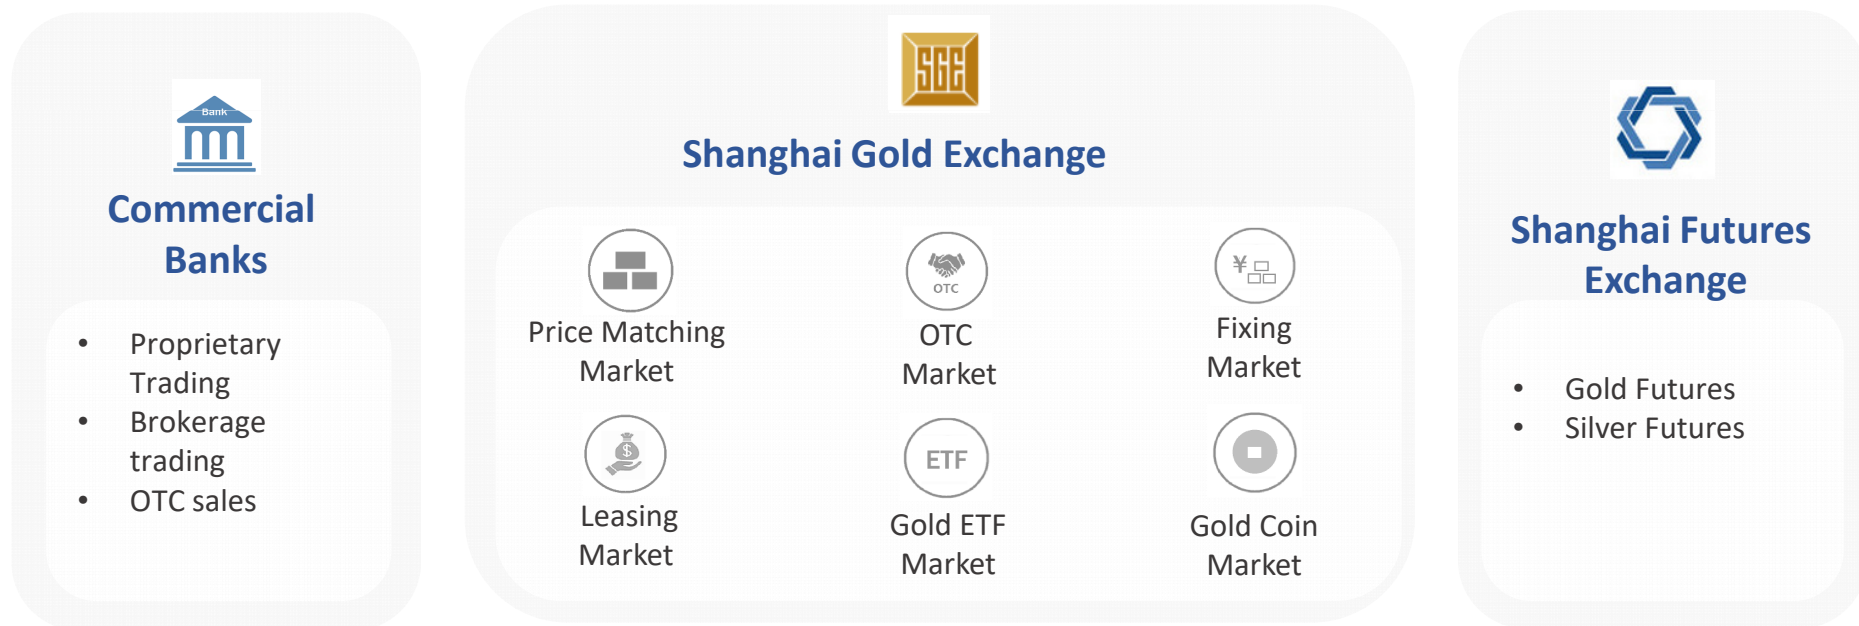 Bank
Commercial
Banks
• Proprietary
Trading
• Brokerage
trading
• OTC sales
SGE
Shanghai Gold Exchange
Price Matching
Market
OTC
OTC
Market
¥
Fixing
Market
$
Leasing
Market
ETF
Gold ETF
Market
Gold Coin
Market
Shanghai Futures
Exchange
• Gold Futures
• Silver Futures